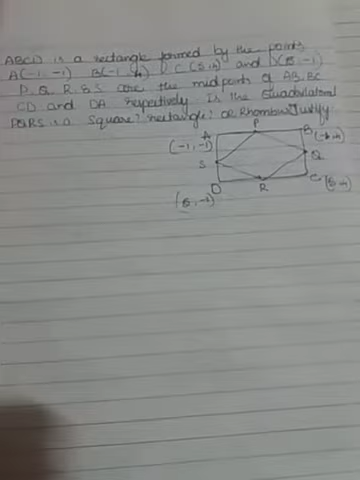 ABCD is a rectangle formed by the points
A(-1, -1) B(-1, 4) C(5,4) and D(5, -1)
P, Q, R & S are the midpoints of AB, BC
CD and DA repectively. Is the Quadrilateral
PQRS is a Square? rectangle? OR Rhombus? Justify
A P B
(-1, -1) (-1, 4)
S Q
D R C (5,4)
(5, -1)